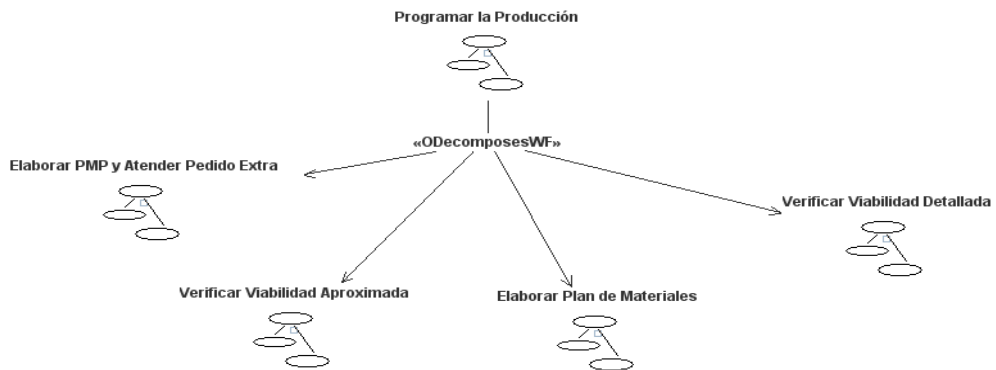 Programar la Producción
«ODecomposesWF»
Elaborar PMP y Atender Pedido Extra
Verificar Viabilidad Detallada
Verificar Viabilidad Aproximada
Elaborar Plan de Materiales